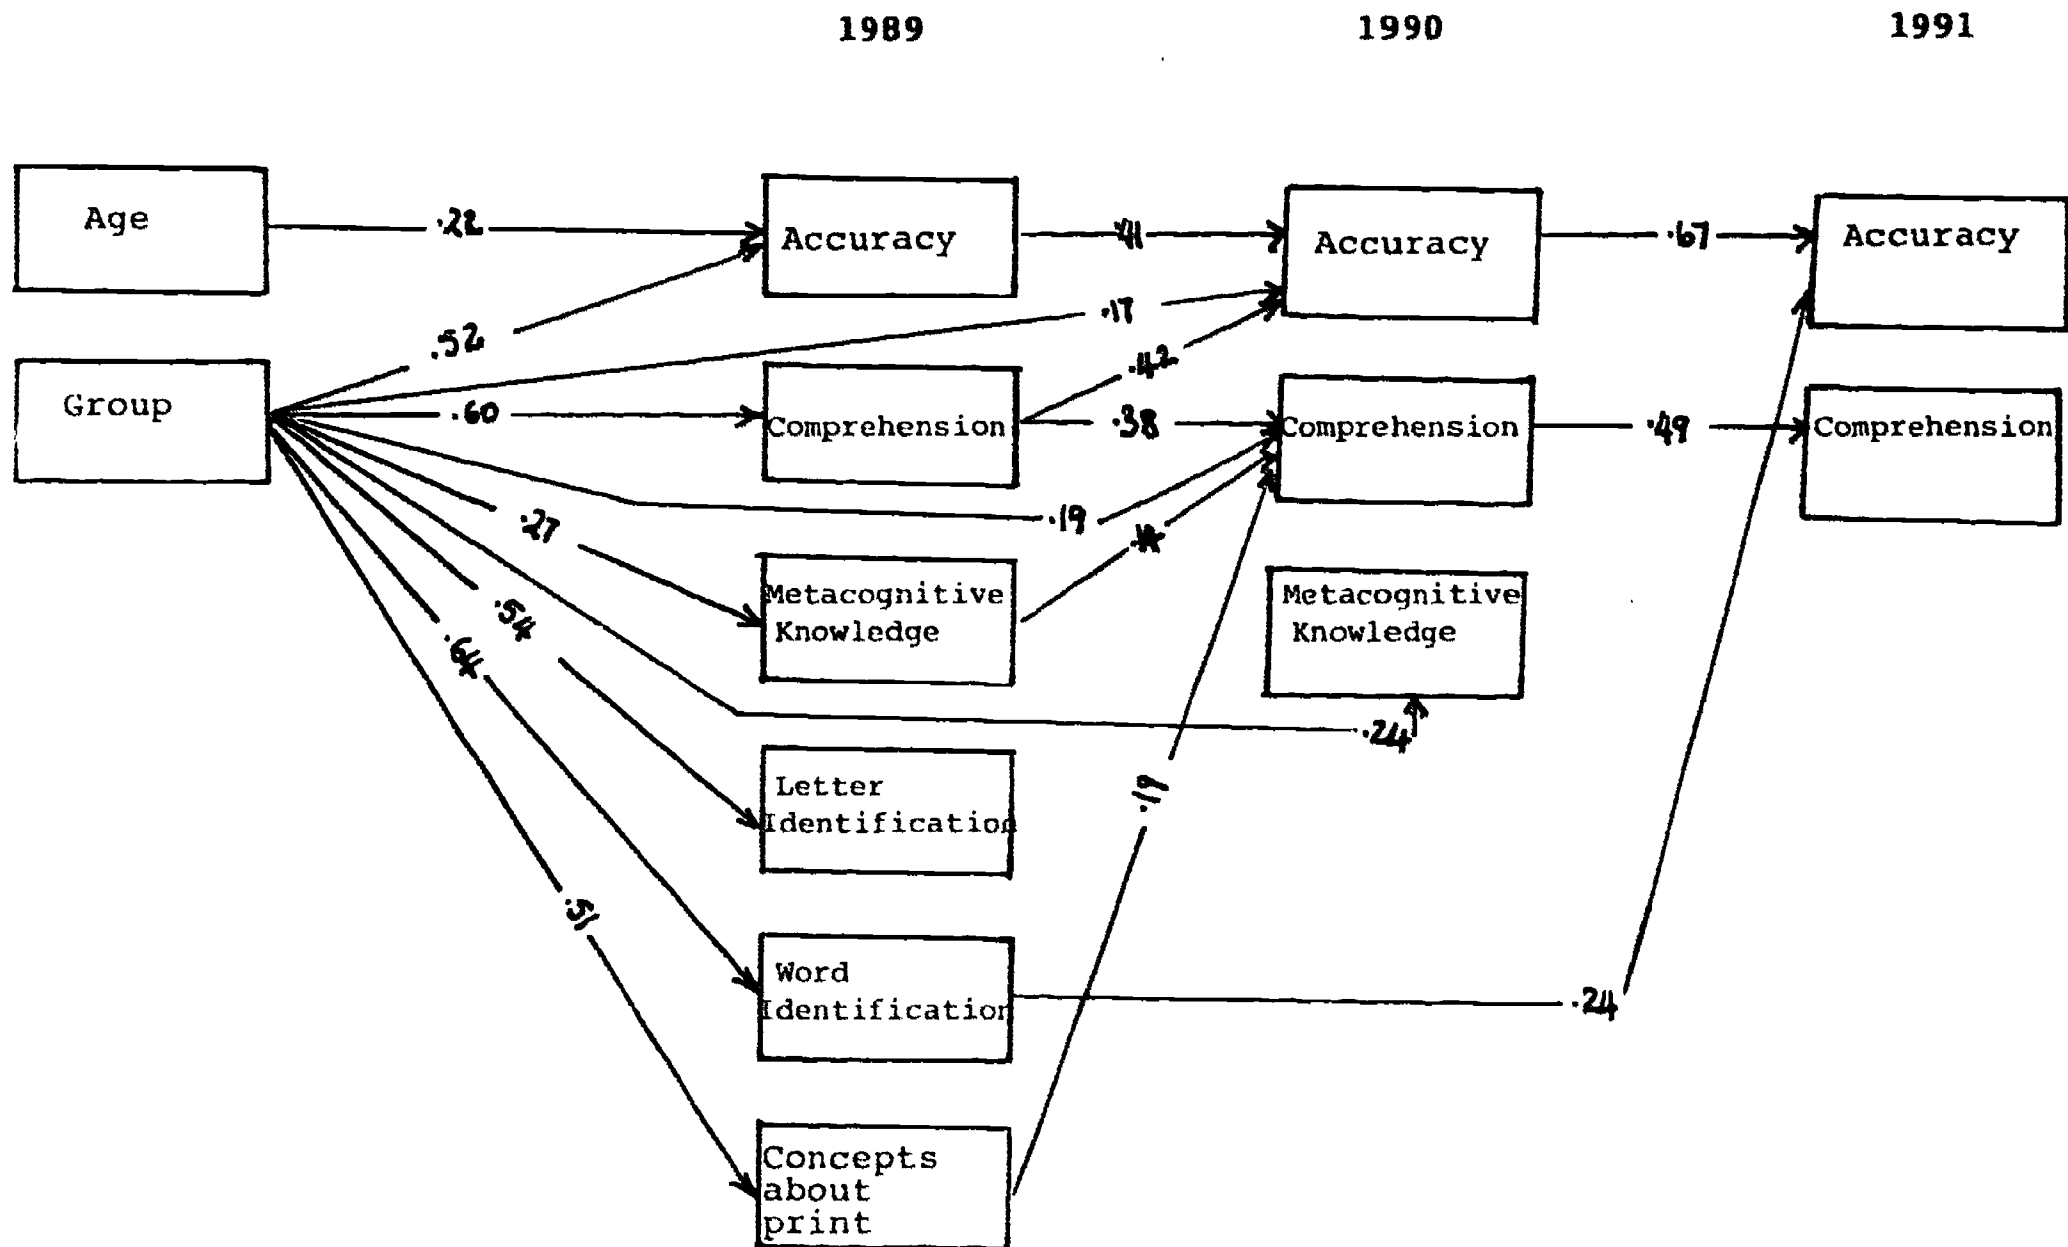 1989 1990 1991
Age
.22
Accuracy
.41
Accuracy
.67
Accuracy
.52
.17
.42
Group
.60
Comprehension
.38
Comprehension
.49
Comprehension
.27
.19
Metacognitive
Knowledge
Metacognitive
Knowledge
.54
.64
.24
Letter
Identification
.19
.51
Word
Identification
.24
Concepts
about
print